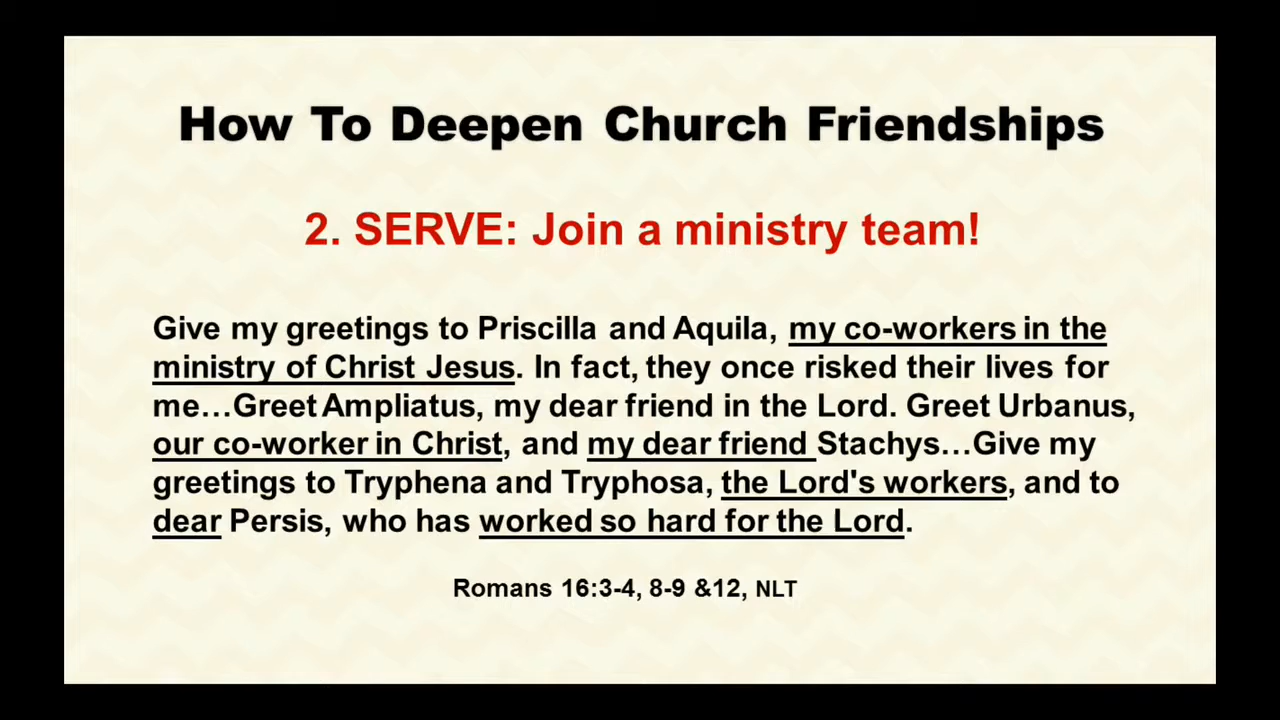 How To Deepen Church Friendships
2. SERVE: Join a ministry team!
Give my greetings to Priscilla and Aquila, my co-workers in the
ministry of Christ Jesus. In fact, they once risked their lives for
me…Greet Ampliatus, my dear friend in the Lord. Greet Urbanus,
our co-worker in Christ, and my dear friend Stachys…Give my
greetings to Tryphena and Tryphosa, the Lord's workers, and to
dear Persis, who has worked so hard for the Lord.
Romans 16:3-4, 8-9 &12, NLT